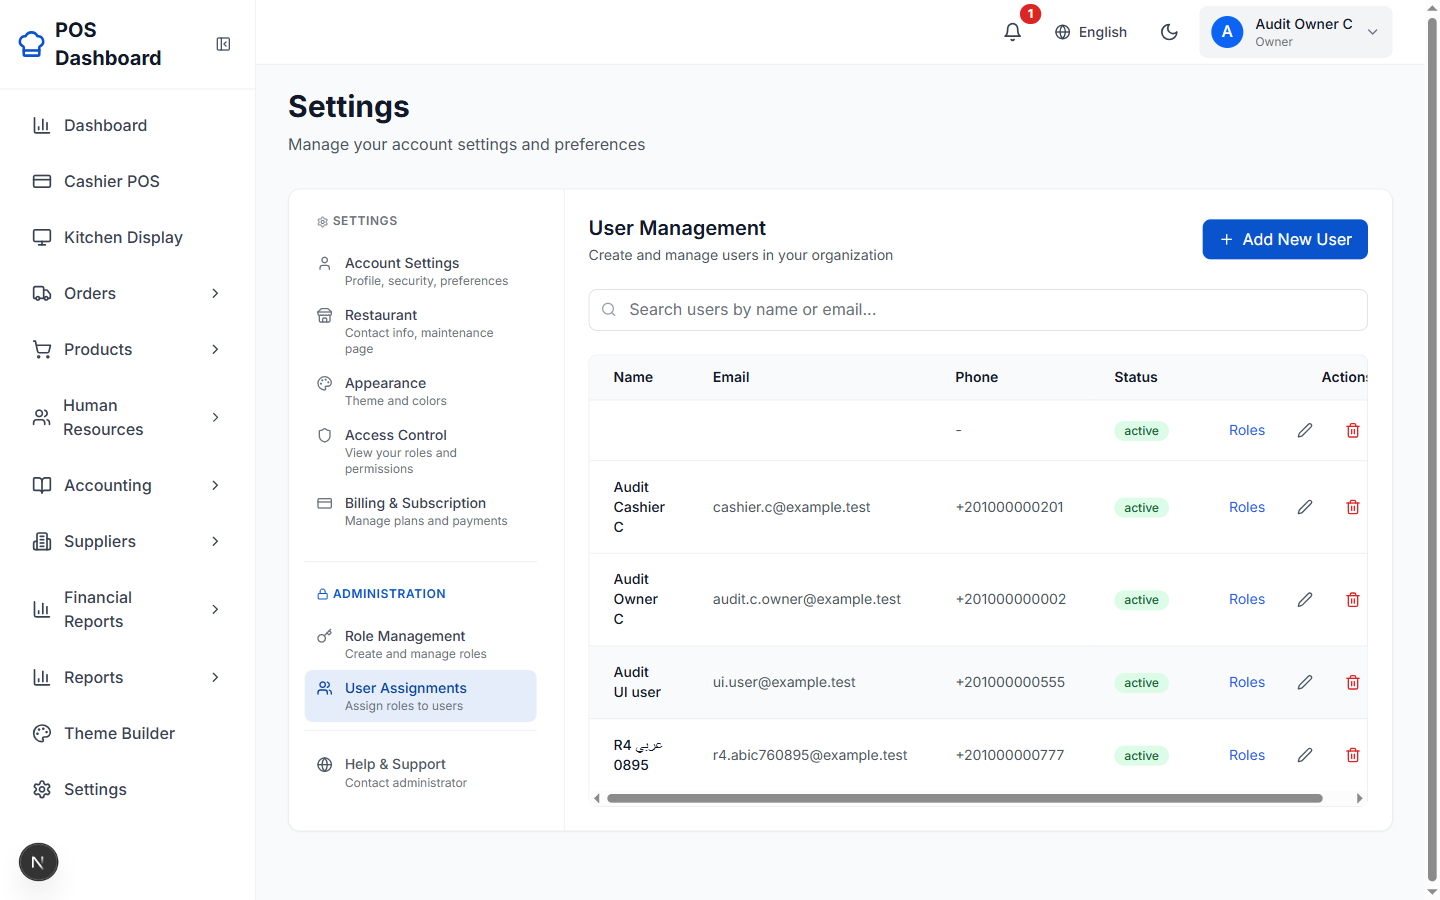 POS
Dashboard
1
English
A
Audit Owner C
Owner
Dashboard
Cashier POS
Kitchen Display
Orders
Products
Human
Resources
Accounting
Suppliers
Financial
Reports
Reports
Theme Builder
Settings
N
Settings
Manage your account settings and preferences
SETTINGS
Account Settings
Profile, security, preferences
Restaurant
Contact info, maintenance
page
Appearance
Theme and colors
Access Control
View your roles and
permissions
Billing & Subscription
Manage plans and payments
ADMINISTRATION
Role Management
Create and manage roles
User Assignments
Assign roles to users
Help & Support
Contact administrator
User Management
Create and manage users in your organization
+ Add New User
Search users by name or email...
Name Email Phone Status Actions
- active Roles
Audit
Cashier
C
cashier.c@example.test +201000000201 active Roles
Audit
Owner
C
audit.c.owner@example.test +201000000002 active Roles
Audit
UI user
ui.user@example.test +201000000555 active Roles
R4 عربي
0895
r4.abic760895@example.test +201000000777 active Roles